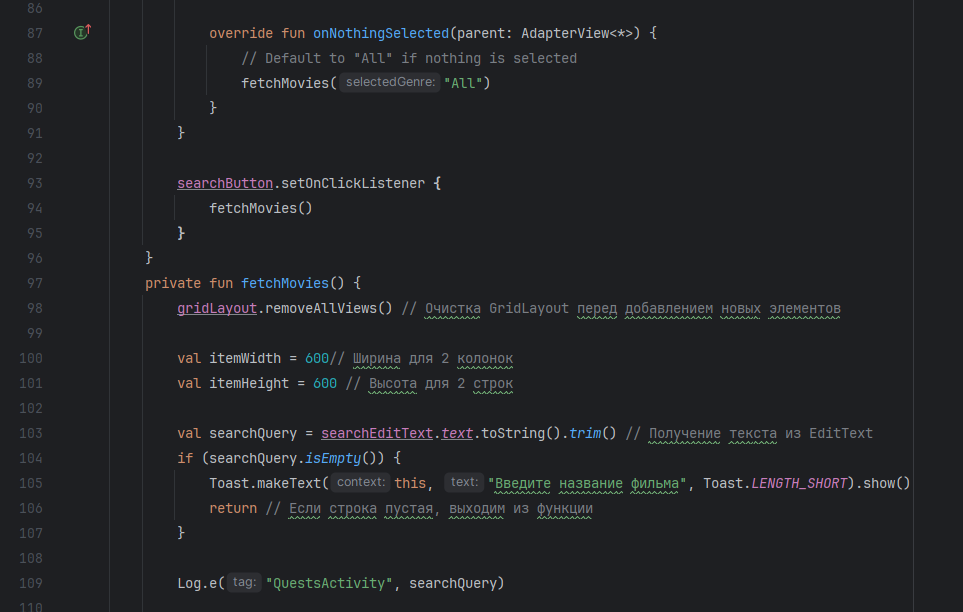 86
87 override fun onNothingSelected(parent: AdapterView<*>) {
88 // Default to "All" if nothing is selected
89 fetchMovies( selectedGenre: "All")
90 }
91 }
92
93 searchButton.setOnClickListener {
94 fetchMovies()
95 }
96 }
97 private fun fetchMovies() {
98 gridLayout.removeAllViews() // Очистка GridLayout перед добавлением новых элементов
99
100 val itemWidth = 600// Ширина для 2 колонок
101 val itemHeight = 600 // Высота для 2 строк
102
103 val searchQuery = searchEditText.text.toString().trim() // Получение текста из EditText
104 if (searchQuery.isEmpty()) {
105 Toast.makeText( context: this, text: "Введите название фильма", Toast.LENGTH_SHORT).show()
106 return // Если строка пустая, выходим из функции
107 }
108
109 Log.e( tag: "QuestsActivity", searchQuery)
110